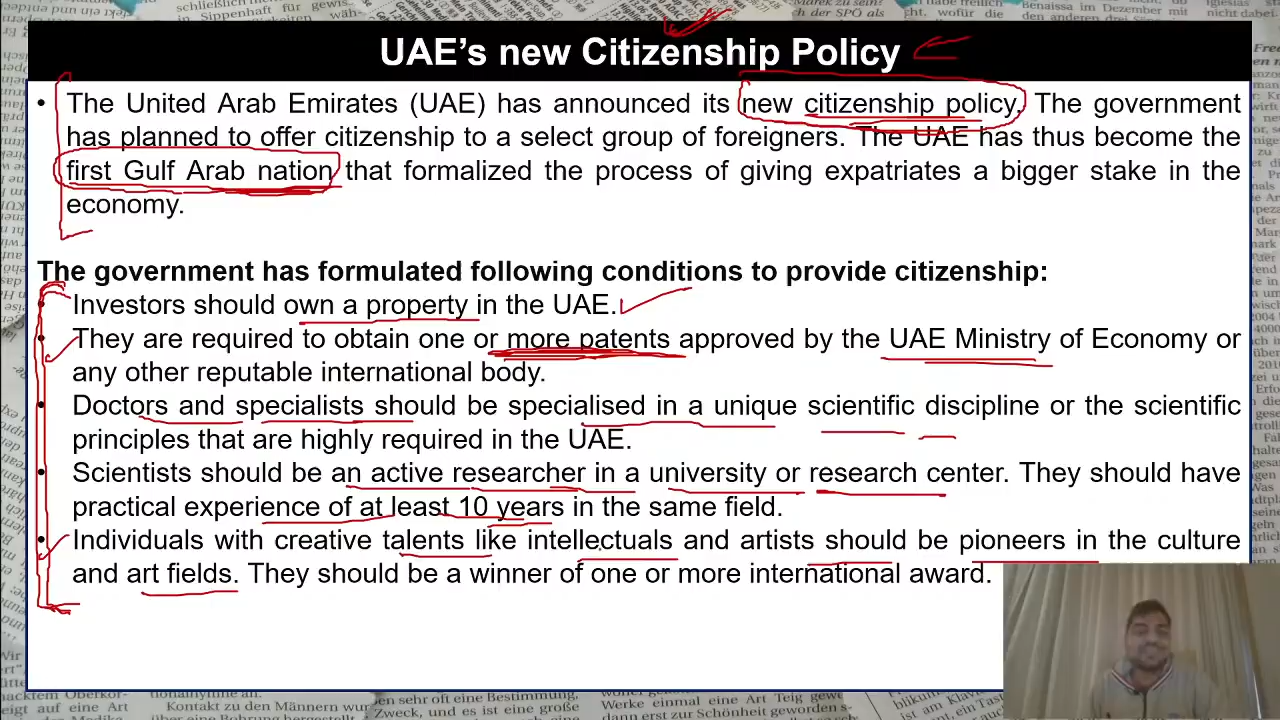 UAE’s new Citizenship Policy
• The United Arab Emirates (UAE) has announced its new citizenship policy. The government
has planned to offer citizenship to a select group of foreigners. The UAE has thus become the
first Gulf Arab nation that formalized the process of giving expatriates a bigger stake in the
economy.
The government has formulated following conditions to provide citizenship:
• Investors should own a property in the UAE.
• They are required to obtain one or more patents approved by the UAE Ministry of Economy or
any other reputable international body.
• Doctors and specialists should be specialised in a unique scientific discipline or the scientific
principles that are highly required in the UAE.
• Scientists should be an active researcher in a university or research center. They should have
practical experience of at least 10 years in the same field.
• Individuals with creative talents like intellectuals and artists should be pioneers in the culture
and art fields. They should be a winner of one or more international award.